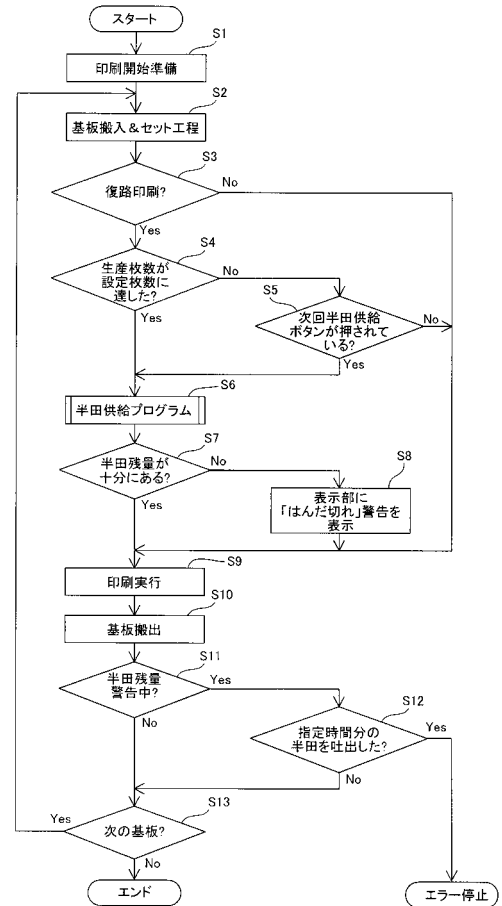 スタート
S1
印刷開始準備
S2
基板搬入&セット工程
S3
復路印刷?
No
Yes
S4
生産枚数が
設定枚数に
達した?
No
Yes
S5
次回半田供給
ボタンが押されて
いる?
No
Yes
S6
半田供給プログラム
S7
半田残量が
十分にある?
No
Yes
S8
表示部に
「はんだ切れ」警告を
表示
S9
印刷実行
S10
基板搬出
S11
半田残量
警告中?
Yes
No
S12
指定時間分の
半田を吐出した?
Yes
No
S13
次の基板?
Yes
No
エンド
エラー停止